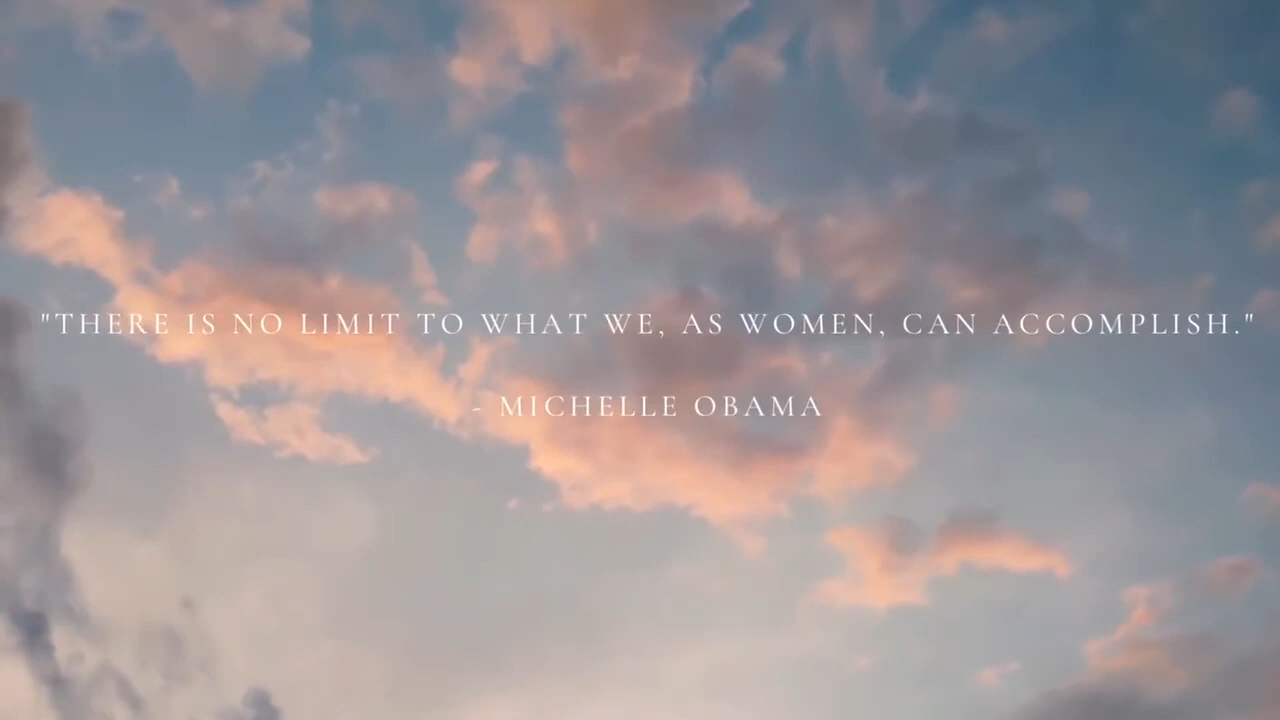 "THERE IS NO LIMIT TO WHAT WE, AS WOMEN, CAN ACCOMPLISH."
- MICHELLE OBAMA